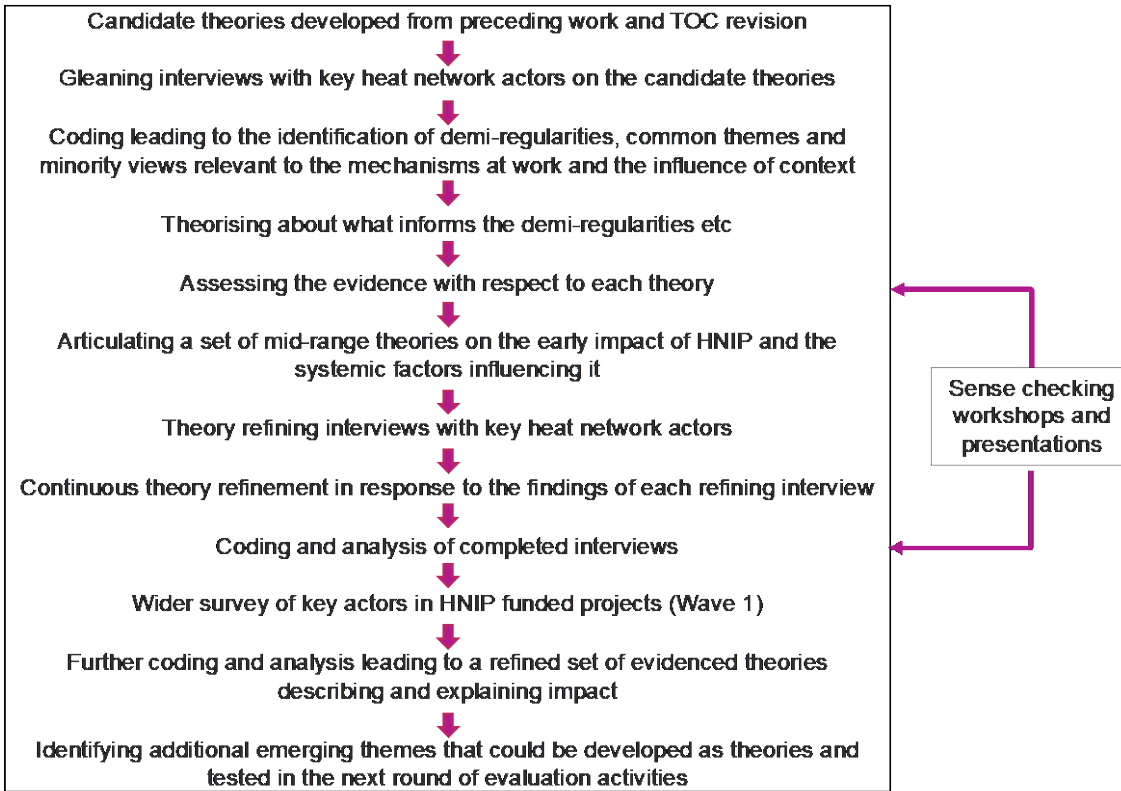 Candidate theories developed from preceding work and TOC revision
Gleaning interviews with key heat network actors on the candidate theories
Coding leading to the identification of demi-regularities, common themes and
minority views relevant to the mechanisms at work and the influence of context
Theorising about what informs the demi-regularities etc
Assessing the evidence with respect to each theory
Articulating a set of mid-range theories on the early impact of HNIP and the
systemic factors influencing it
Theory refining interviews with key heat network actors
Continuous theory refinement in response to the findings of each refining interview
Coding and analysis of completed interviews
Wider survey of key actors in HNIP funded projects (Wave 1)
Further coding and analysis leading to a refined set of evidenced theories
describing and explaining impact
Identifying additional emerging themes that could be developed as theories and
tested in the next round of evaluation activities
Sense checking
workshops and
presentations